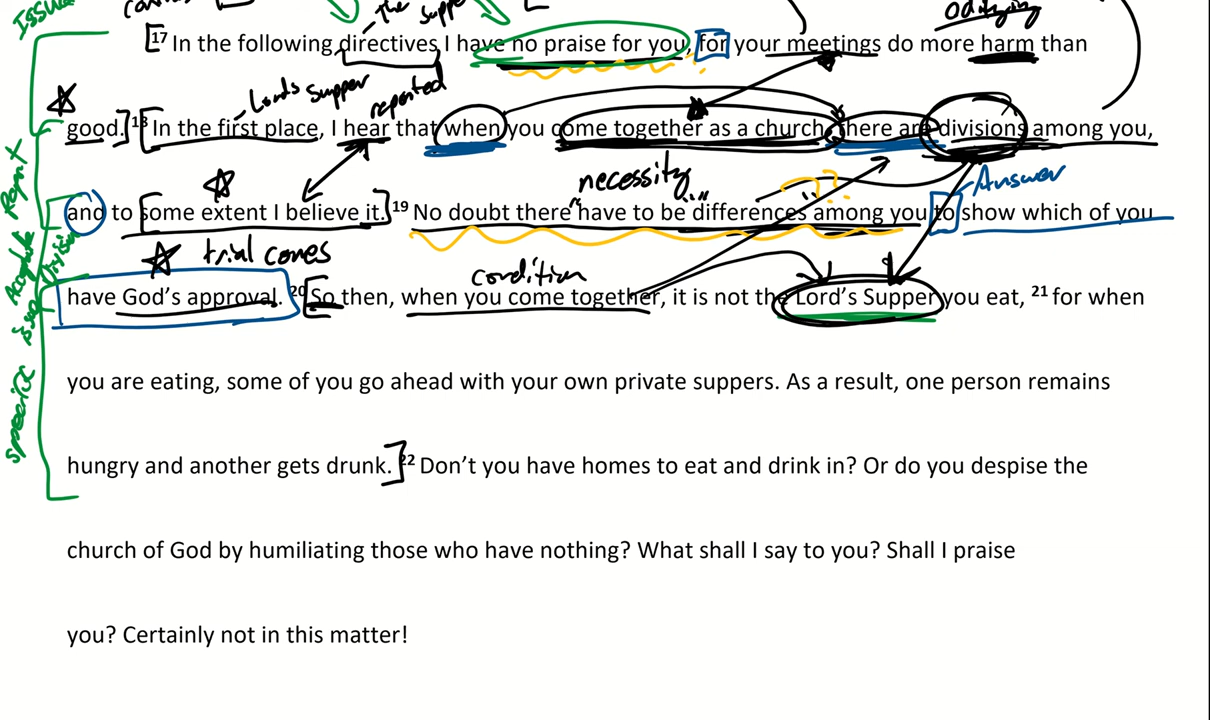 Issue
the Supper
odifying
[17 In the following directives I have no praise for you, for your meetings do more harm than
Lords Supper reported
good.] [18 In the first place, I hear that when you come together as a church, there are divisions among you,
necessity Answer
and to some extent I believe it.] 19 No doubt there have to be differences among you to show which of you
trial comes condition
have God's approval. 20 [So then, when you come together, it is not the Lord's Supper you eat, 21 for when
you are eating, some of you go ahead with your own private suppers. As a result, one person remains
hungry and another gets drunk.] 22 Don't you have homes to eat and drink in? Or do you despise the
church of God by humiliating those who have nothing? What shall I say to you? Shall I praise
you? Certainly not in this matter!
Report
Division
specific